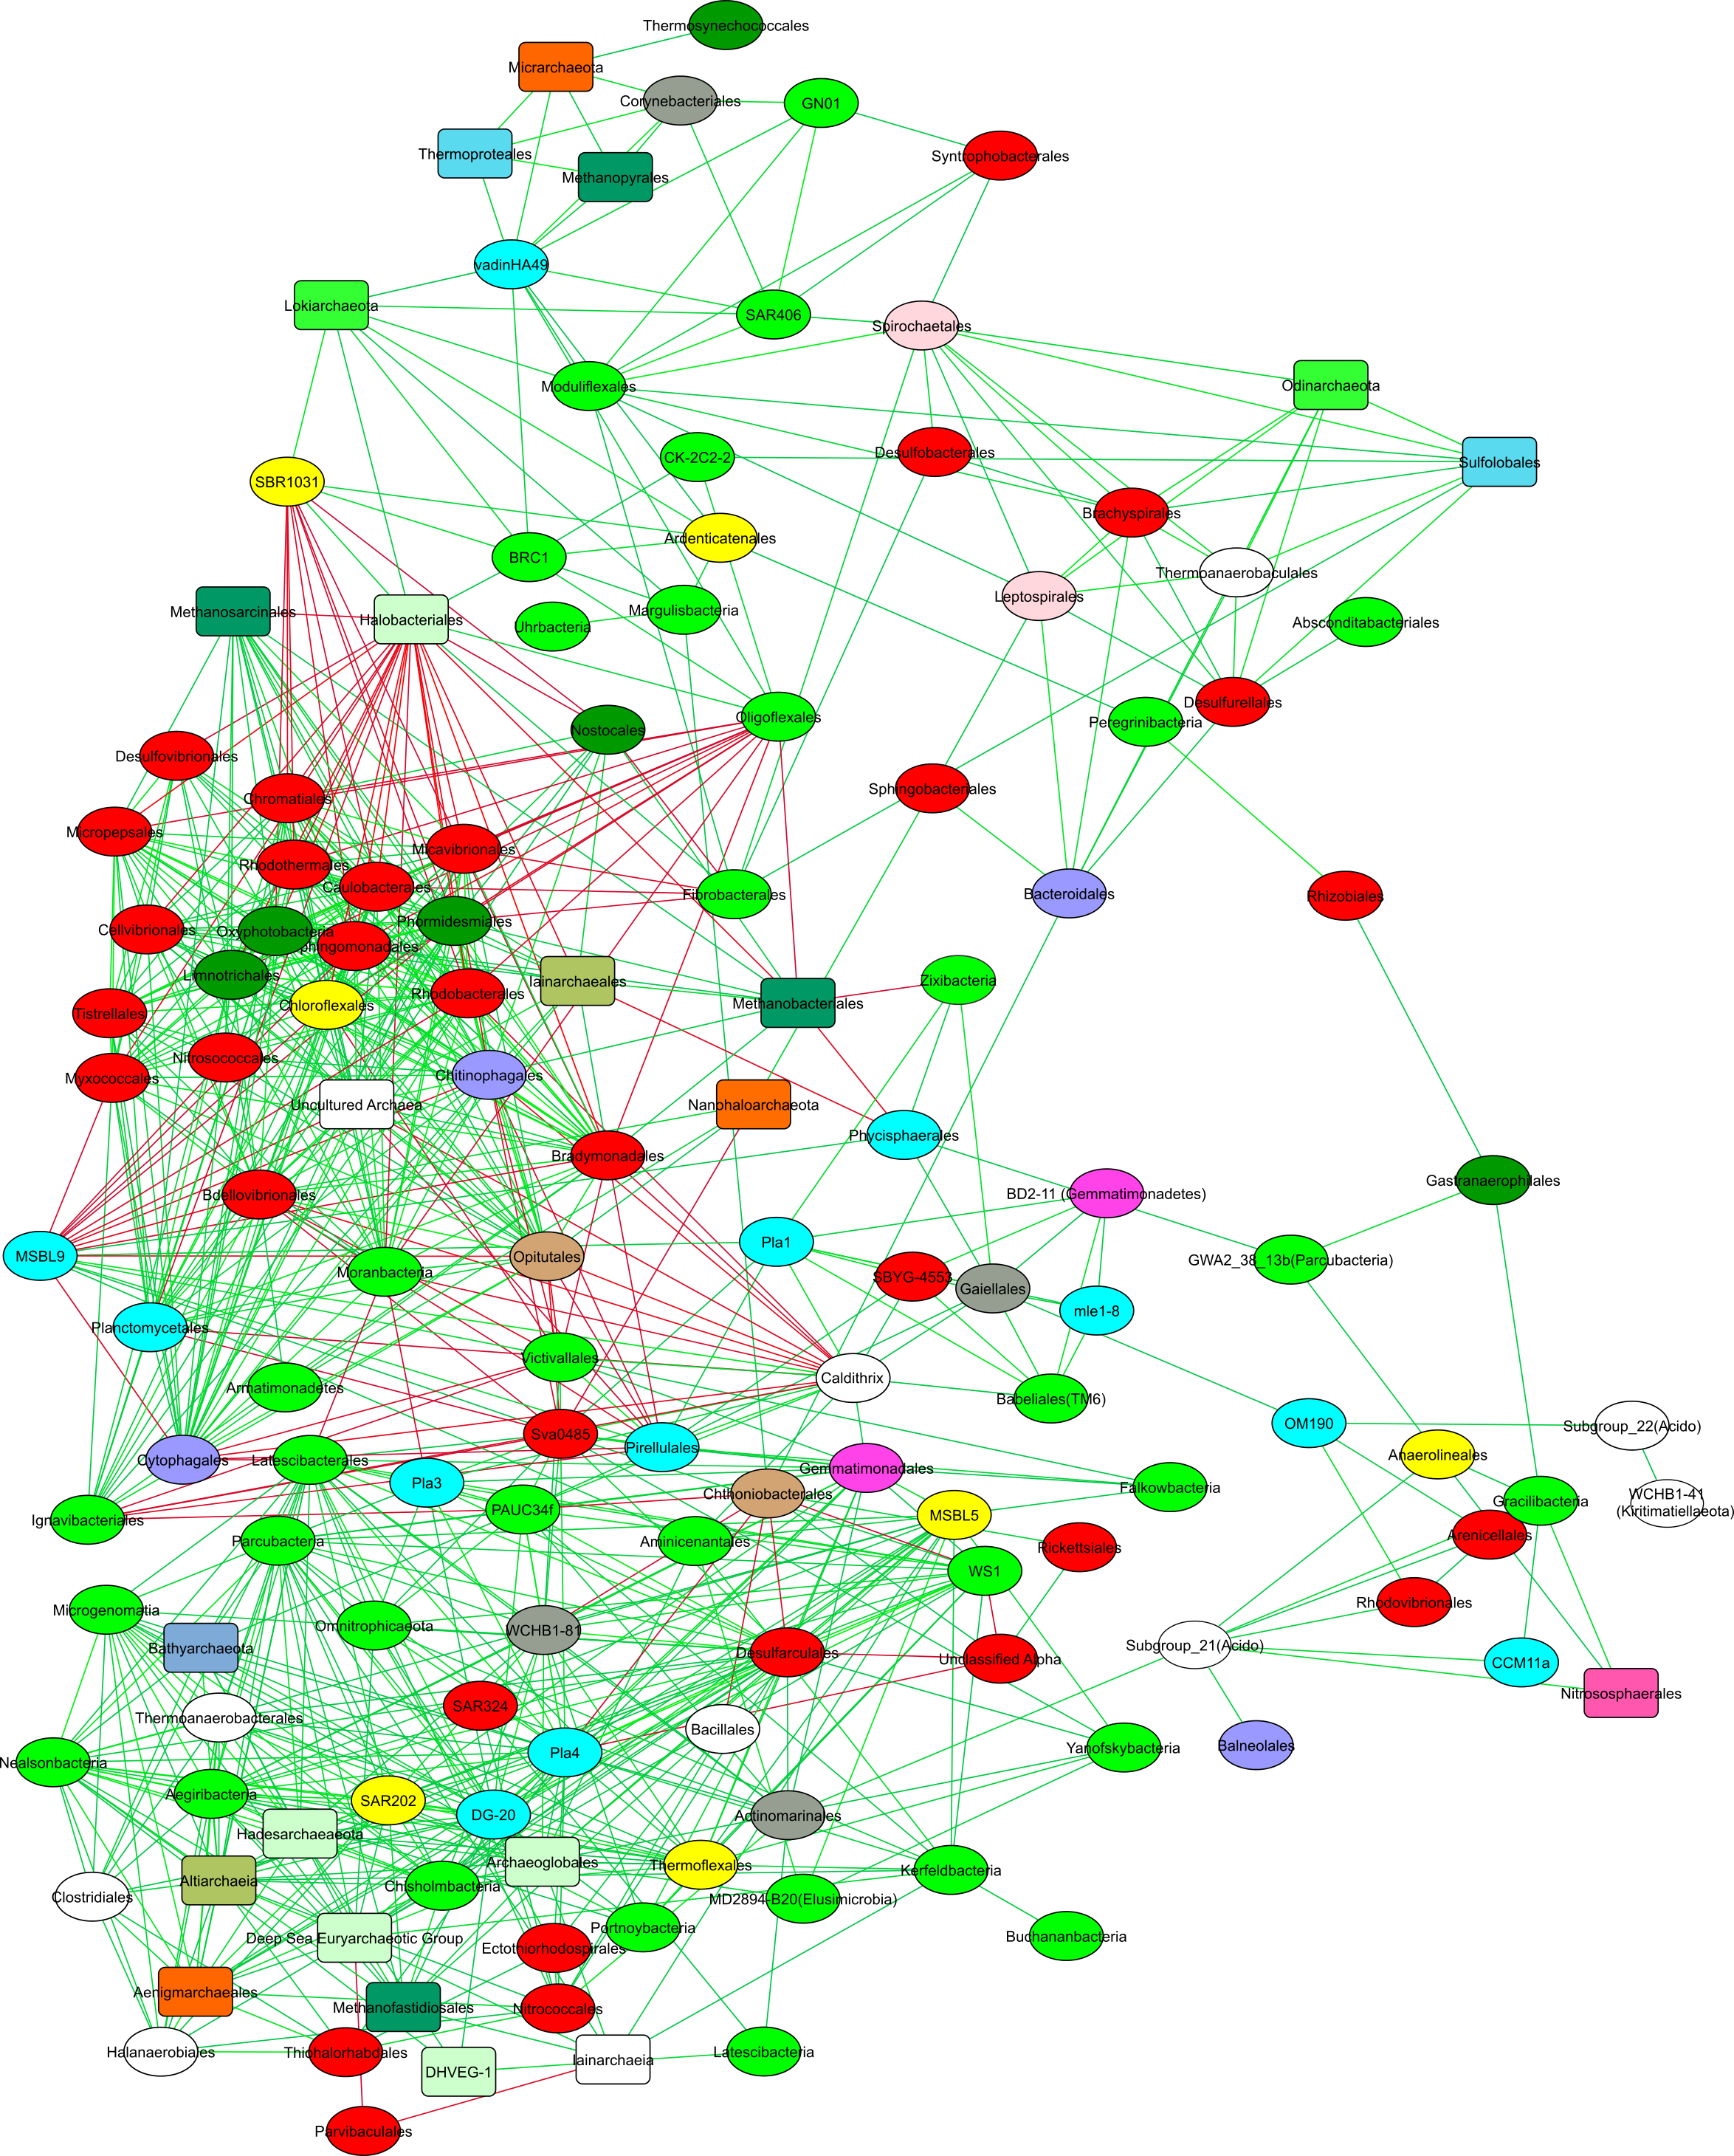 Thermosynechococcales
Micrarchaeota
Corynebacteriales
GN01
Thermoproteales
Syntrophobacterales
Methanopyrales
vadinHA49
Lokiarchaeota
SAR406
Spirochaetales
Moduliflexales
Odinarchaeota
CK-2C2-2
Desulfobacterales
Sulfolobales
SBR1031
Brachyspirales
Ardenticatenales
BRC1
Thermoanaerobaculales
Leptospirales
Methanosarcinales
Halobacteriales
Margulisbacteria
Uhrbacteria
Absconditabacteriales
Desulfurellales
Oligoflexales
Peregrinibacteria
Nostocales
Desulfovibrionales
Sphingobacteriales
Chromatiales
Micropepsales
Micavibrionales
Rhodothermales
Caulobacterales
Fibrobacterales
Bacteroidales
Rhizobiales
Phormidesmiales
Cellvibrionales
Oxyphotobacteria
phingomonadales
Limnotrichales
Iainarchaeales
Zixibacteria
Rhodobacterales
Methanobacteriales
Chloroflexales
Tistrellales
Nitrosococcales
Chitinophagales
Myxococcales
Uncultured Archaea
Nanohaloarchaeota
Phycisphaerales
Bradymonadales
Gastranaerophilales
Bdellovibrionales
BD2-11 (Gemmatimonadetes)
Pla1
MSBL9
Opitutales
GWA2_38_13b(Parcubacteria)
Moranbacteria
SBYG-4553
Gaiellales
mle1-8
Planctomycetales
Victivallales
Caldithrix
Armatimonadetes
Babeliales(TM6)
OM190
Subgroup_22(Acido)
Sva0485
Pirellulales
Anaerolineales
Cytophagales
Latescibacterales
Gemmatimonadales
Pla3
Falkowbacteria
Chthoniobacterales
WCHB1-41
(Kiritimatiellaeota)
Gracilibacteria
PAUC34f
MSBL5
Ignavibacteriales
Arenicellales
Parcubacteria
Aminicenantales
Rickettsiales
WS1
Rhodovibrionales
Microgenomatia
Omnitrophicaeota
WCHB1-81
Subgroup_21(Acido)
Bathyarchaeota
Desulfarculales
Unclassified Alpha
CCM11a
Nitrososphaerales
SAR324
Thermoanaerobacterales
Bacillales
Balneolales
Yanofskybacteria
Pla4
Nealsonbacteria
Aegiribacteria
SAR202
DG-20
Actinomarinales
Hadesarchaeaeota
Archaeoglobales
Thermoflexales
Kerfeldbacteria
Altiarchaeia
Chisholmbacteria
Clostridiales
MD2894-B20(Elusimicrobia)
Portnoybacteria
Buchananbacteria
Deep Sea Euryarchaeotic Group
Ectothiorhodospirales
Aenigmarchaeales
Methanofastidiosales
Nitrococcales
Halanaerobiales
Thiohalorhabdales
Iainarchaeia
Latescibacteria
DHVEG-1
Parvibaculales